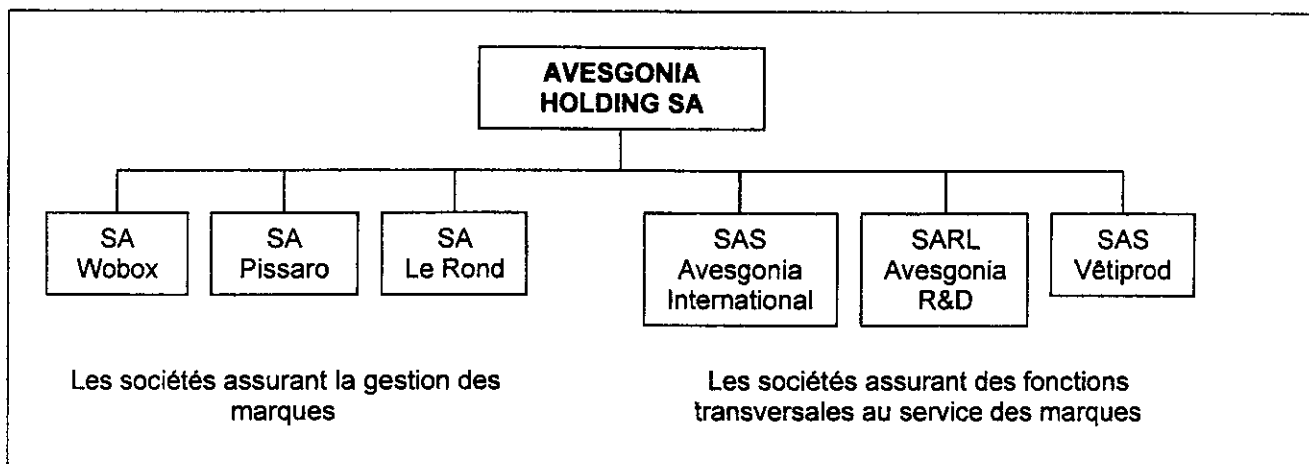 AVESGONIA
HOLDING SA
SA
Wobox
SA
Pissaro
SA
Le Rond
SAS
Avesgonia
International
SARL
Avesgonia
R&D
SAS
Vêtiprod
Les sociétés assurant la gestion des
marques
Les sociétés assurant des fonctions
transversales au service des marques